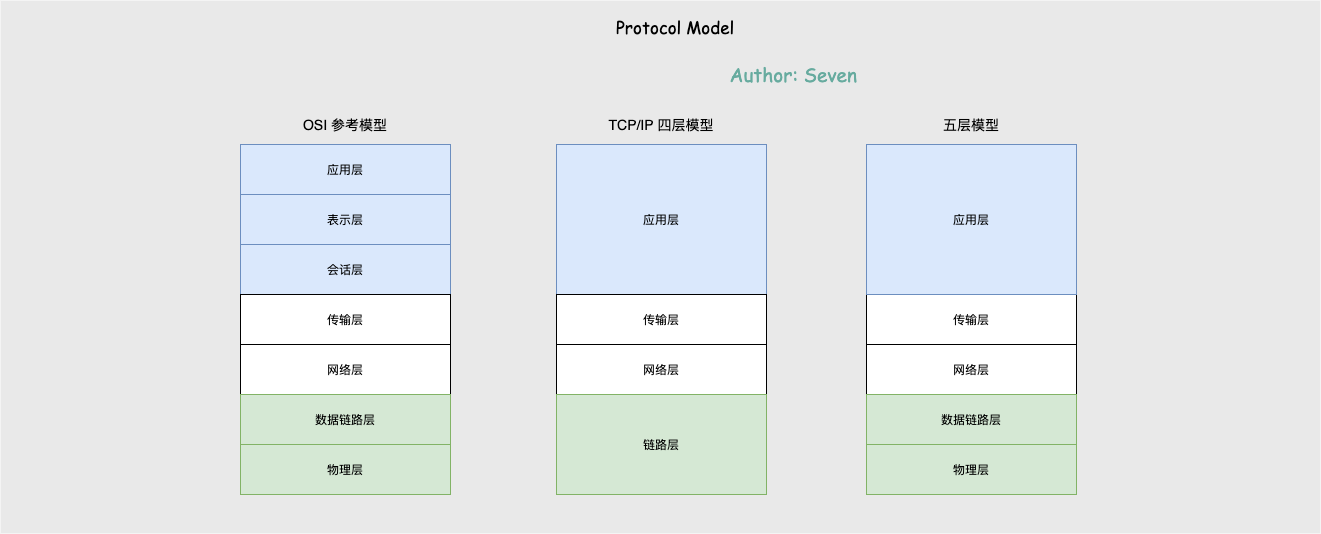 Protocol Model
Author: Seven
OSI 参考模型
应用层
表示层
会话层
传输层
网络层
数据链路层
物理层
TCP/IP 四层模型
应用层
传输层
网络层
链路层
五层模型
应用层
传输层
网络层
数据链路层
物理层